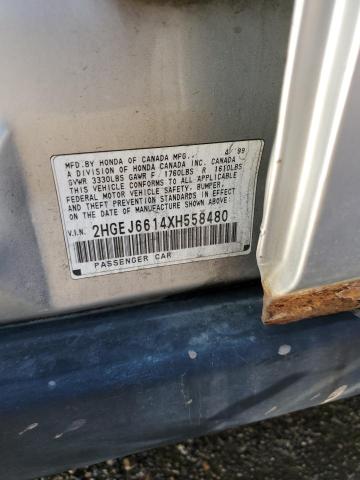 MFD.BY HONDA OF CANADA MFG. 4/99
A DIVISION OF HONDA CANADA INC. CANADA
GVWR 3330LBS GAWR F 1760LBS R 1610LBS
THIS VEHICLE CONFORMS TO ALL APPLICABLE
FEDERAL MOTOR VEHICLE SAFETY, BUMPER,
AND THEFT PREVENTION STANDARDS IN EFFECT
ON THE DATE OF MANUFACTURE SHOWN ABOVE.
V.I.N. 2HGEJ6614XH558480
PASSENGER CAR